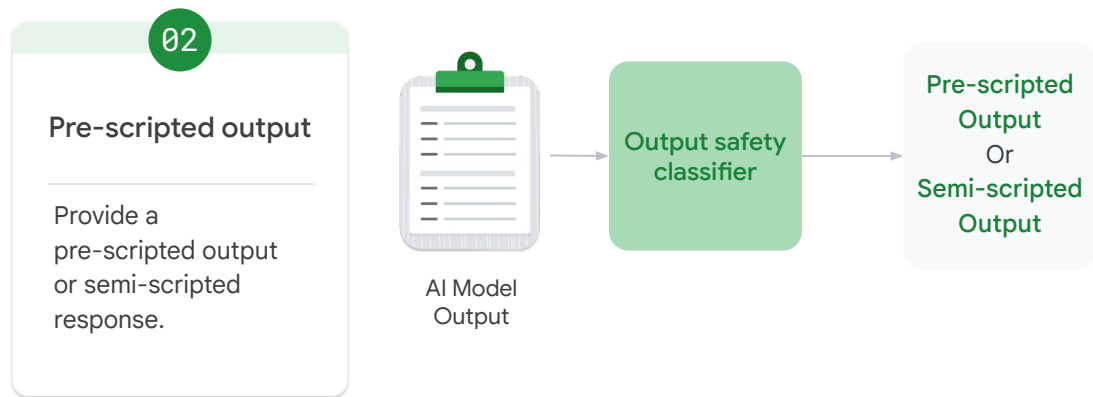 02
Pre-scripted output
Provide a
pre-scripted output
or semi-scripted
response.
AI Model
Output
Output safety
classifier
Pre-scripted
Output
Or
Semi-scripted
Output